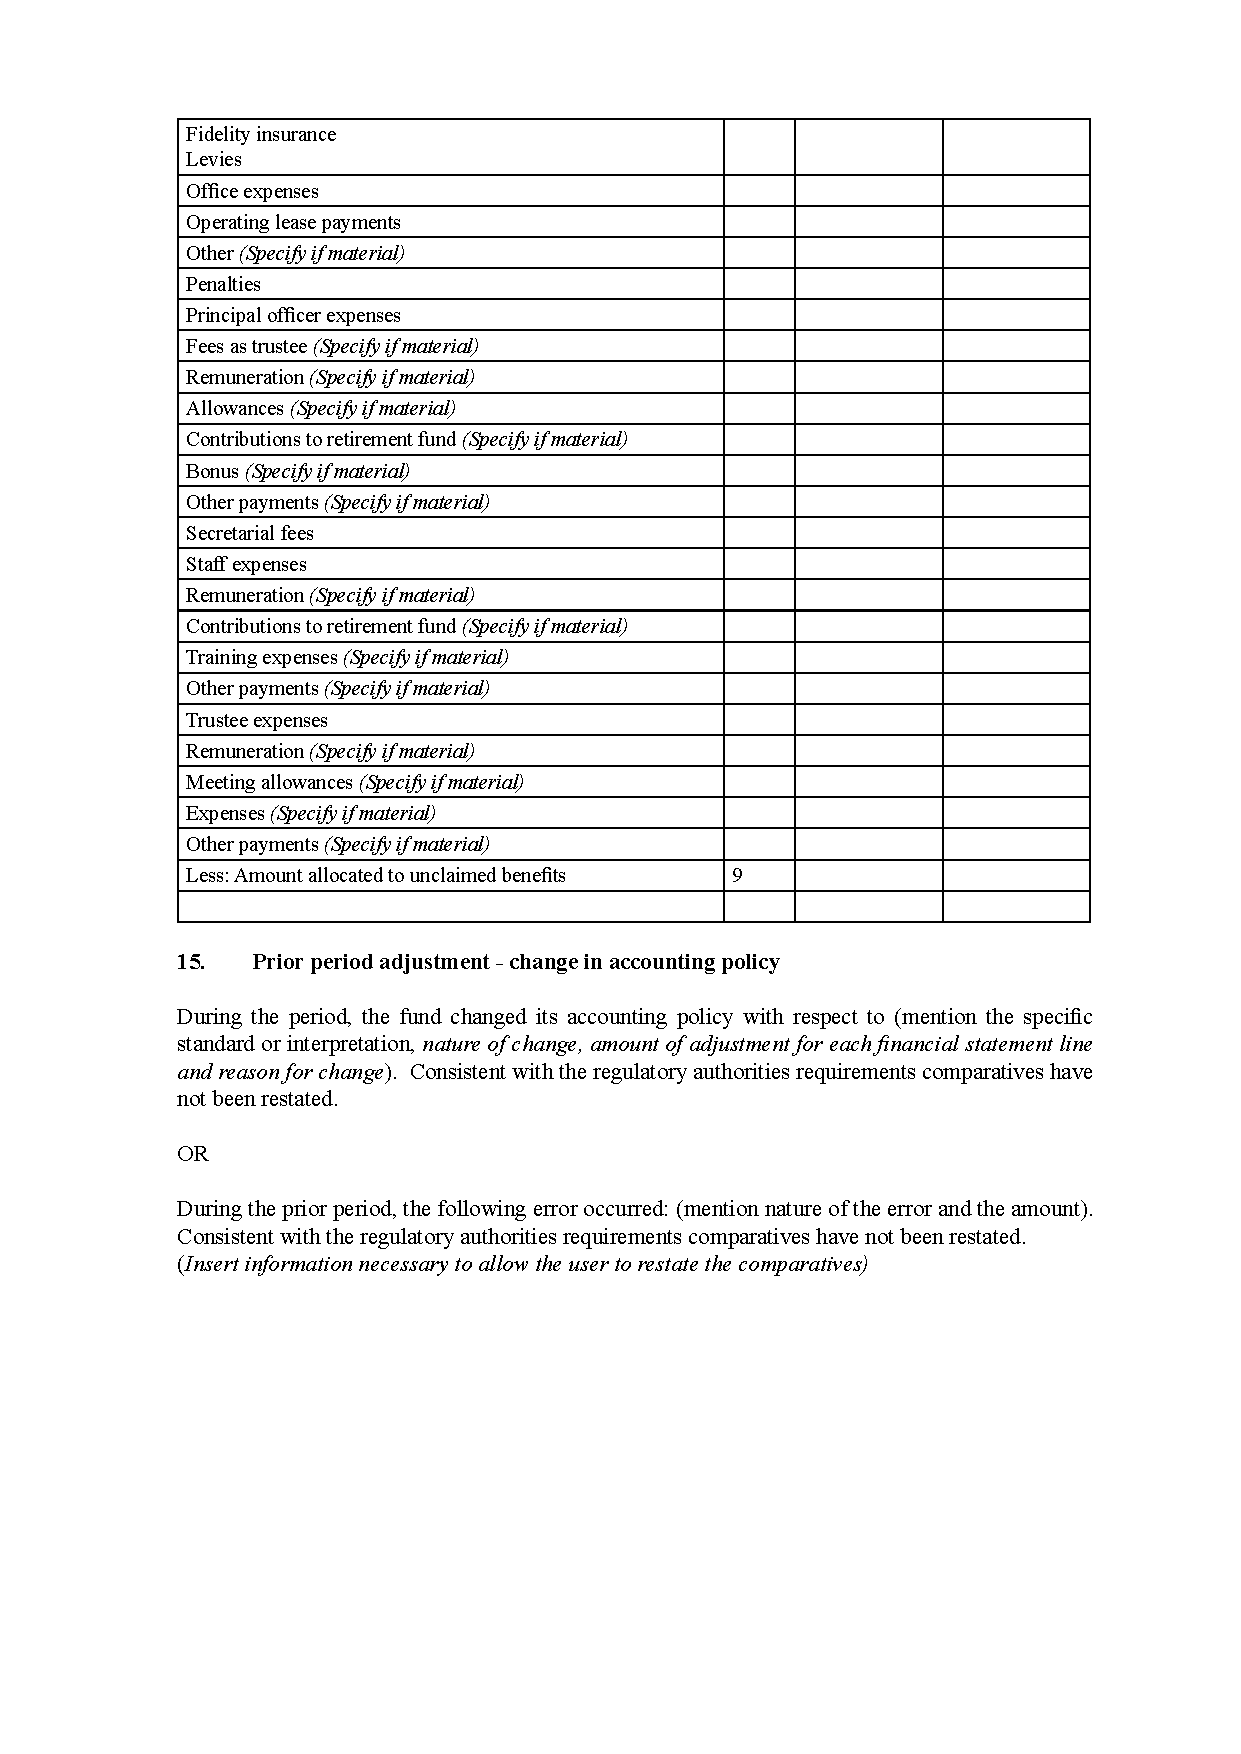 Fidelity insurance
Levies
Office expenses
Operating lease payments
Other (Specify if material)
Penalties
Principal officer expenses
Fees as trustee (Specify if material)
Remuneration (Specify if material)
Allowances (Specify if material)
Contributions to retirement fund (Specify if material)
Bonus (Specify if material)
Other payments (Specify if material)
Secretarial fees
Staff expenses
Remuneration (Specify if material)
Contributions to retirement fund (Specify if material)
Training expenses (Specify if material)
Other payments (Specify if material)
Trustee expenses
Remuneration (Specify if material)
Meeting allowances (Specify if material)
Expenses (Specify if material)
Other payments (Specify if material)
Less: Amount allocated to unclaimed benefits 9
15. Prior period adjustment - change in accounting policy
During the period, the fund changed its accounting policy with respect to (mention the specific
standard or interpretation, nature of change, amount of adjustment for each financial statement line
and reason for change). Consistent with the regulatory authorities requirements comparatives have
not been restated.
OR
During the prior period, the following error occurred: (mention nature of the error and the amount).
Consistent with the regulatory authorities requirements comparatives have not been restated.
(Insert information necessary to allow the user to restate the comparatives)